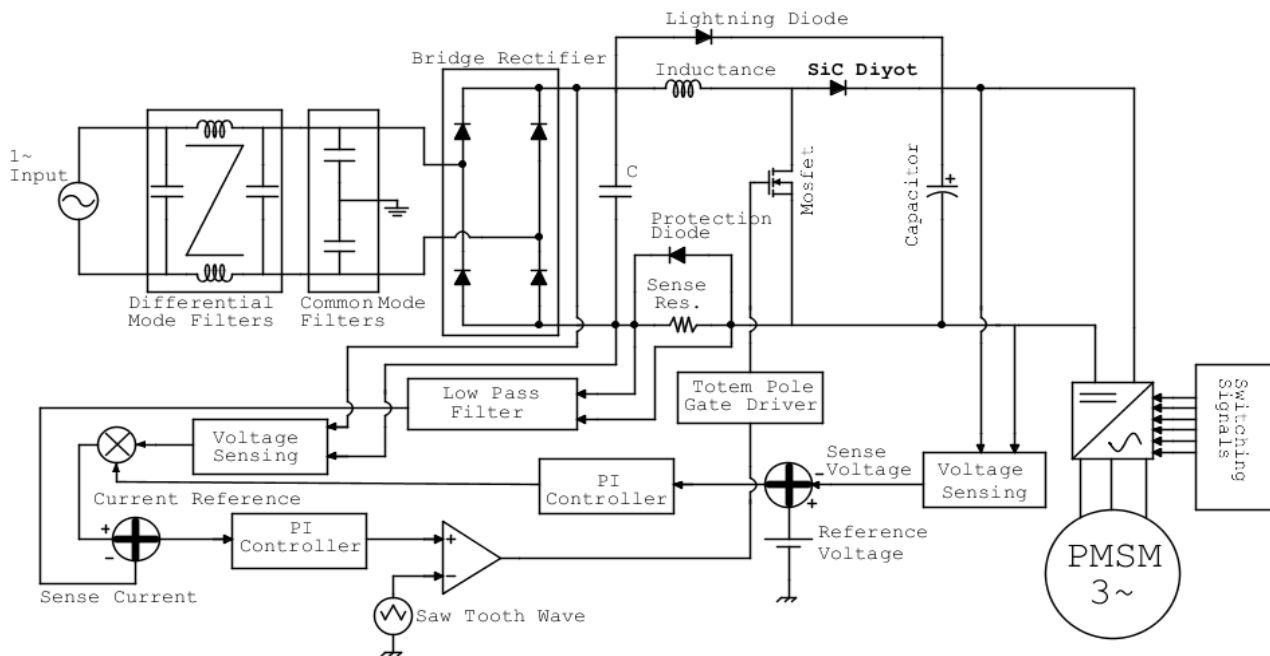 Lightning Diode
Bridge Rectifier
Inductance
SiC Diyot
1~
Input
C
Mosfet
Capacitor
+
Protection
Diode
Sense
Res.
Differential
Mode Filters
Common Mode
Filters
Low Pass
Filter
Totem Pole
Gate Driver
Switching
Signals
Voltage
Sensing
PI
Controller
Sense
Voltage
-
+
Voltage
Sensing
Current Reference
+
-
PI
Controller
+
-
Reference
Voltage
PMSM
3~
Sense Current
Saw Tooth Wave